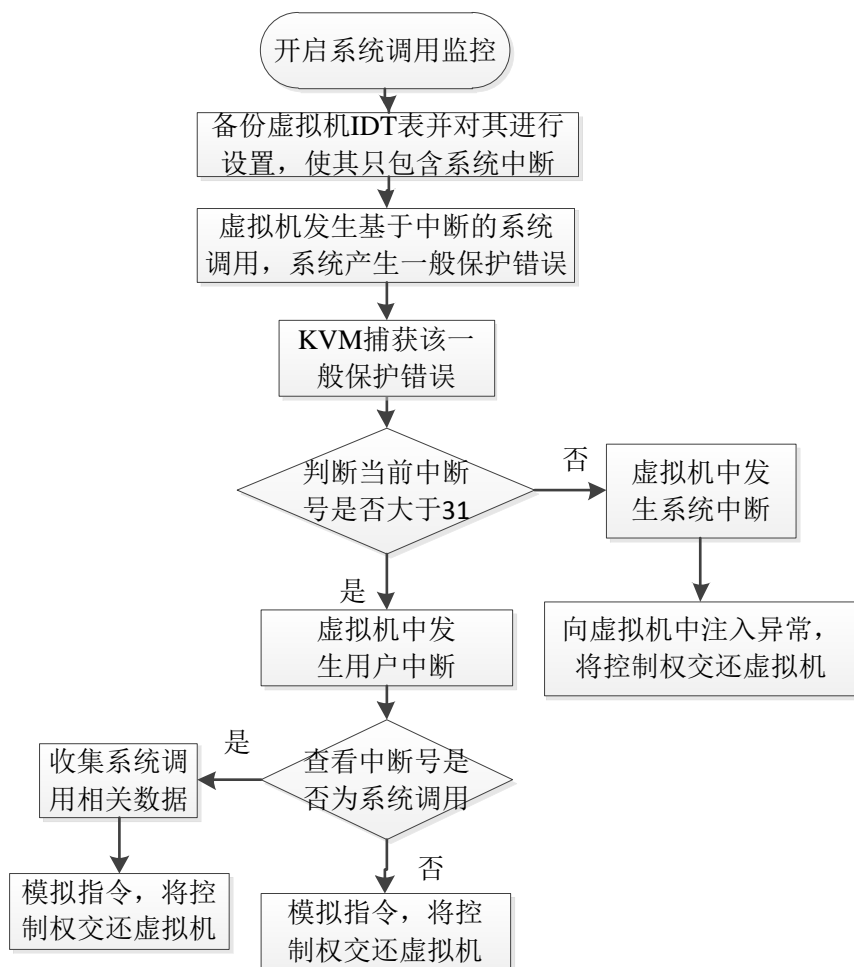 开启系统调用监控
备份虚拟机IDT表并对其进行
设置，使其只包含系统中断
虚拟机发生基于中断的系统
调用，系统产生一般保护错误
KVM捕获该一
般保护错误
判断当前中断
号是否大于31
否
虚拟机中发
生系统中断
是
虚拟机中发
生用户中断
向虚拟机中注入异常，
将控制权交还虚拟机
查看中断号是
否为系统调用
是
收集系统调
用相关数据
否
模拟指令，将控
制权交还虚拟机
模拟指令，将控
制权交还虚拟机